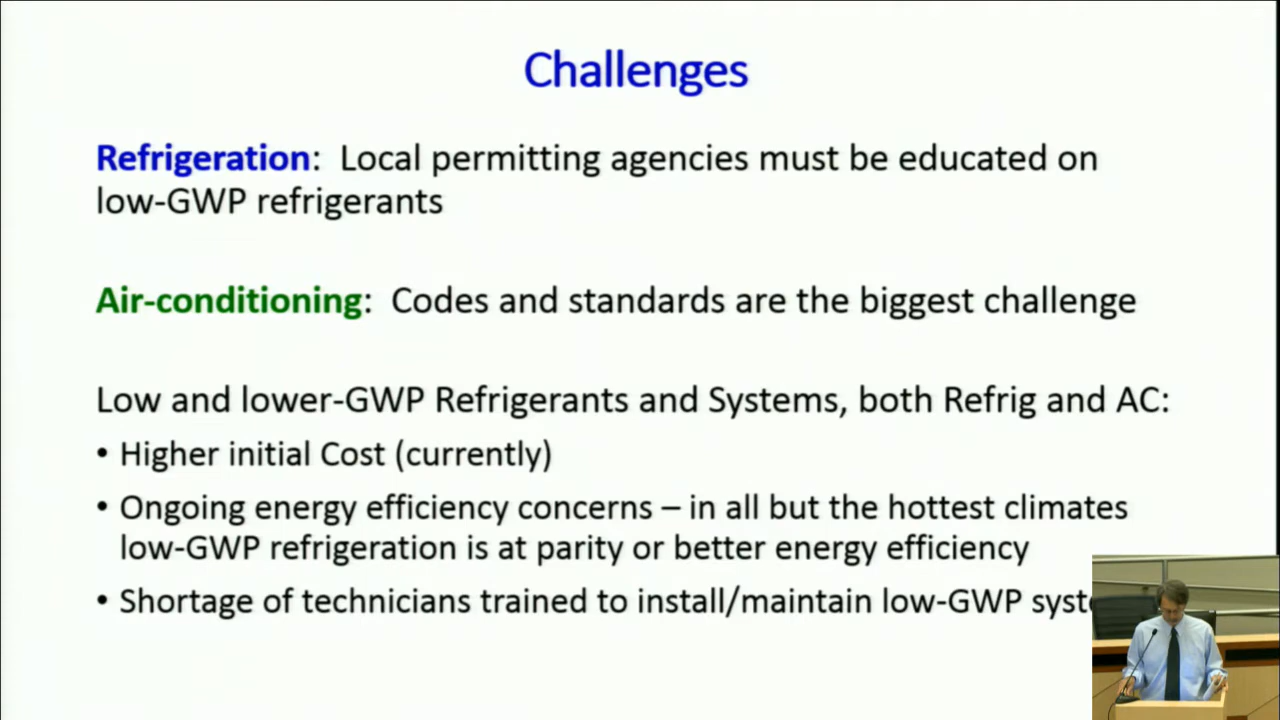 Challenges
Refrigeration: Local permitting agencies must be educated on
low-GWP refrigerants
Air-conditioning: Codes and standards are the biggest challenge
Low and lower-GWP Refrigerants and Systems, both Refrig and AC:
• Higher initial Cost (currently)
• Ongoing energy efficiency concerns – in all but the hottest climates
low-GWP refrigeration is at parity or better energy efficiency
• Shortage of technicians trained to install/maintain low-GWP